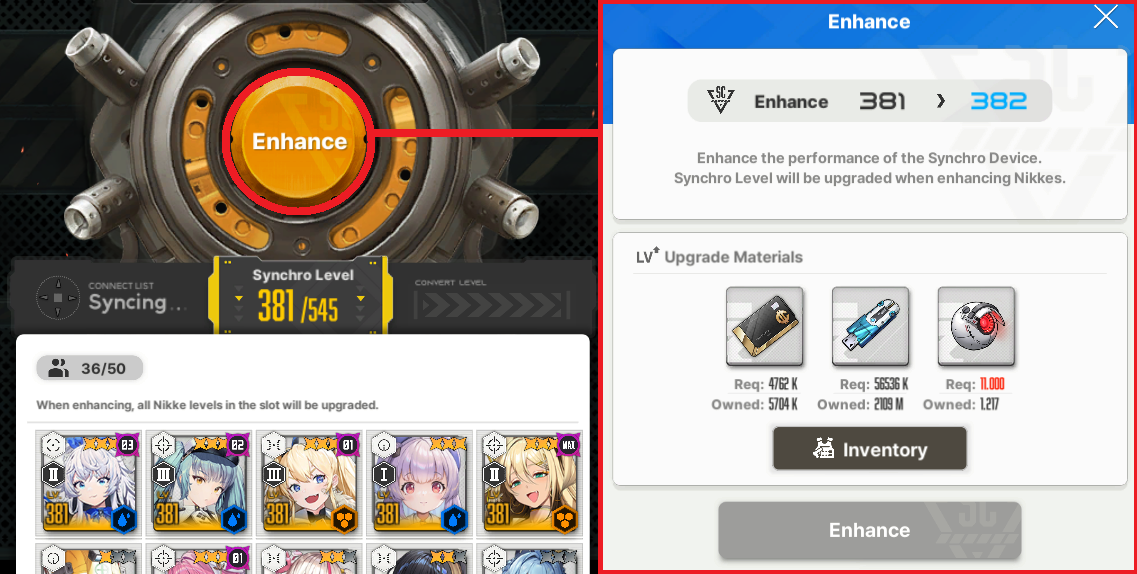 Enhance
CONNECT LIST
Syncing...
Synchro Level
381 /545
CONVERT LEVEL
36/50
When enhancing, all Nikke levels in the slot will be upgraded.
03
II
LV.
381
02
III
LV.
381
01
III
LV.
381
I
LV.
381
MAX
II
LV.
381
01
Enhance
SC
Enhance 381 > 382
Enhance the performance of the Synchro Device.
Synchro Level will be upgraded when enhancing Nikkes.
LV Upgrade Materials
Req: 4762 K
Owned: 5704 K
Req: 56536 K
Owned: 2109 M
Req: 11.000
Owned: 1.217
Inventory
Enhance